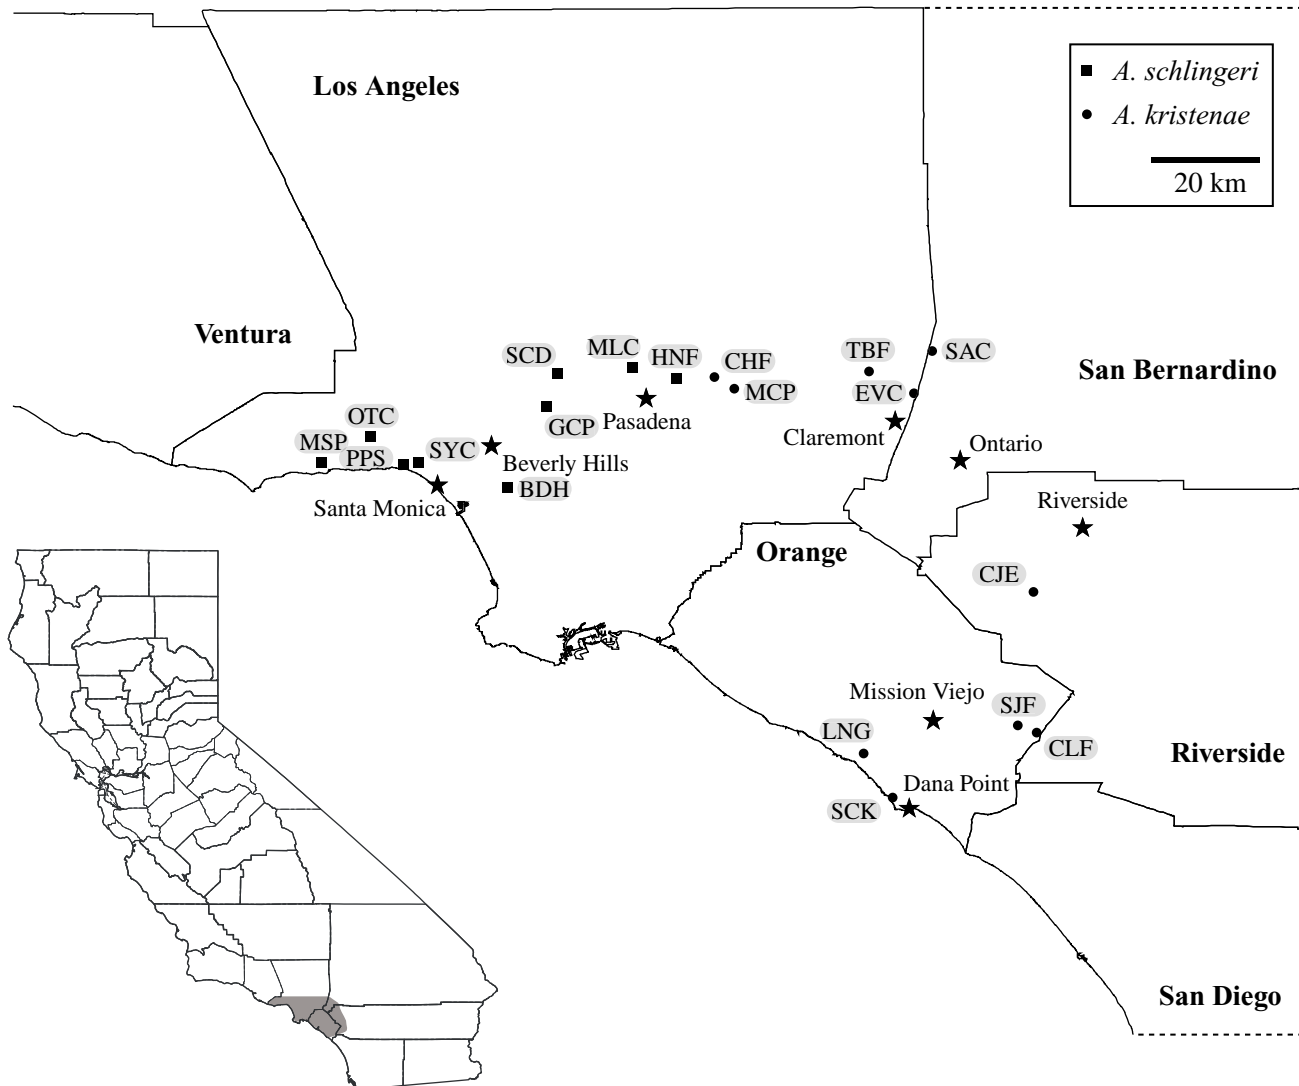 Los Angeles
A. schlingeri
A. kristenae
20 km
Ventura
SCD
MLC
HNF
CHF
TBF
SAC
San Bernardino
MCP
EVC
OTC
GCP
Pasadena
Claremont
MSP
PPS
SYC
Beverly Hills
Ontario
BDH
Santa Monica
Riverside
Orange
CJE
Mission Viejo
SJF
LNG
CLF
Riverside
Dana Point
SCK
San Diego